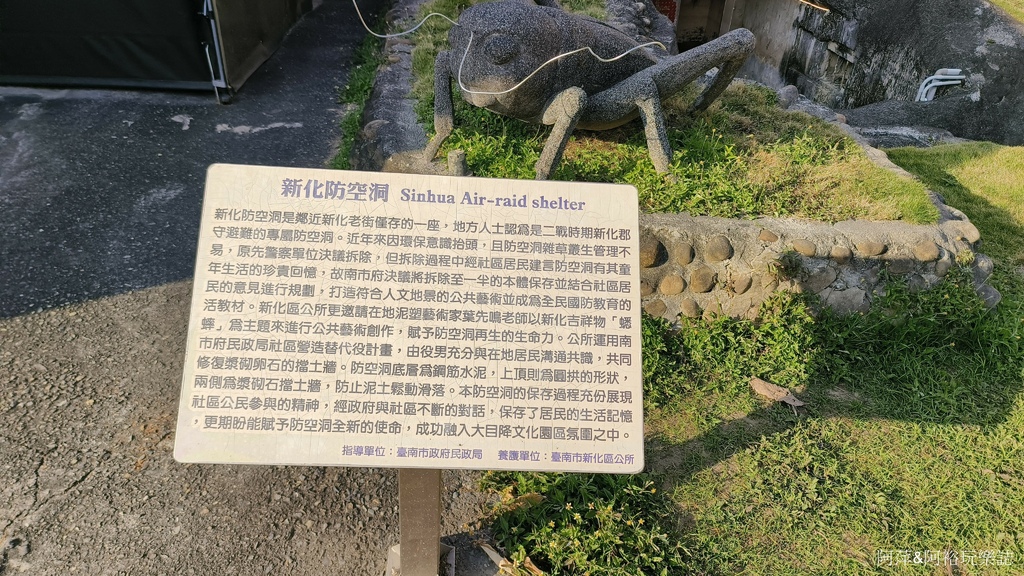 新化防空洞 Sinhua Air-raid shelter
新化防空洞是鄰近新化老街僅存的一座，地方人士認為是二戰時期新化郡
守避難的專屬防空洞。近年來因環保意識抬頭，且防空洞雜草叢生管理不
易，原先警察單位決議拆除，但拆除過程中經社區居民建言防空洞有其童
年生活的珍貴回憶，故南市府決議將拆除至一半的本體保存並結合社區居
民的意見進行規劃，打造符合人文地景的公共藝術並成為全民國防教育的
活教材。新化區公所更邀請在地泥塑藝術家葉先鳴老師以新化吉祥物「蟋
蟀」為主題來進行公共藝術創作，賦予防空洞再生的生命力。公所運用南
市府民政局社區營造替代役計畫，由役男充分與在地居民溝通共識，共同
修復漿砌卵石的擋土牆。防空洞底層為鋼筋水泥，上頂則為圓拱的形狀，
兩側為漿砌石擋土牆，防止泥土鬆動滑落。本防空洞的保存過程充份展現
社區公民參與的精神，經政府與社區不斷的對話，保存了居民的生活記憶
，更期盼能賦予防空洞全新的使命，成功融入大目降文化園區氛圍之中。
指導單位：臺南市政府民政局 養護單位：臺南市新化區公所
阿萍&阿裕玩樂誌